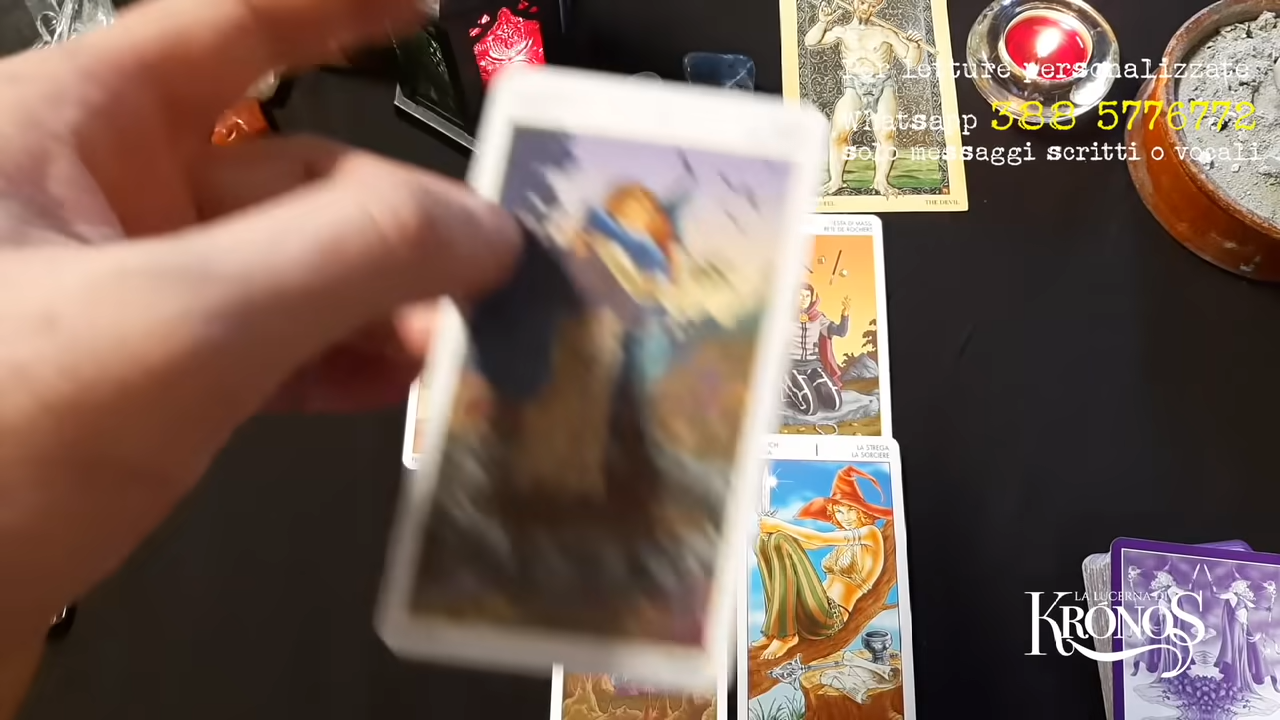 Per letture personalizzate
Whatsapp 388 5776772
solo messaggi scritti o vocali
THE DEVIL
LA STREGA
LA SORCIERE
LA LUCERNA DI
KRONOS